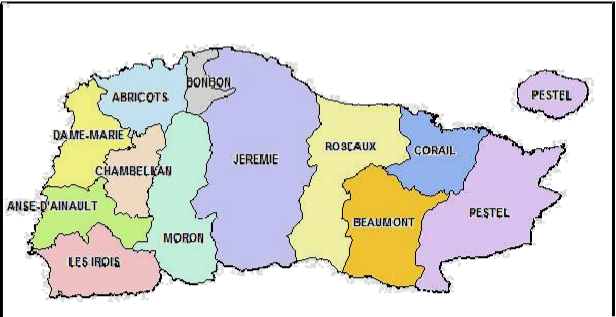 BONBON
PESTEL
ABRICOTS
DAME-MARIE
ROSEAUX
CORAIL
JEREMIE
CHAMBELLAN
ANSE-D'AINAULT
PESTEL
BEAUMONT
MORON
LES IROIS